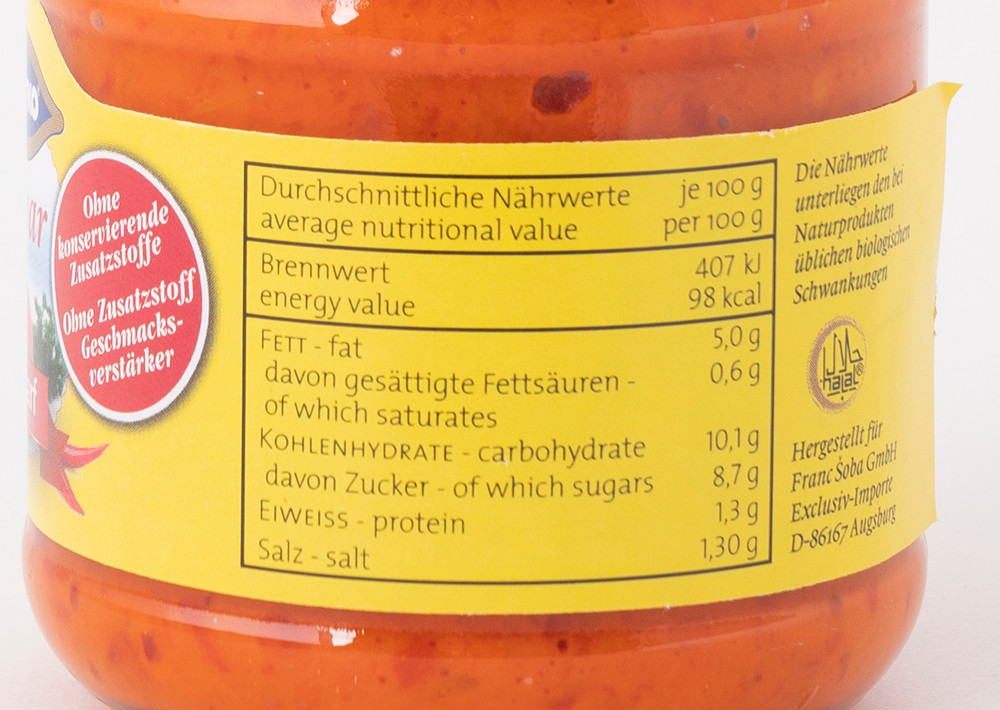 Ohne
konservierende
Zusatzstoffe
Ohne Zusatzstoff
Geschmacks-
verstärker
Durchschnittliche Nährwerte je 100 g
average nutritional value per 100 g
Brennwert 407 kJ
energy value 98 kcal
FETT - fat 5,0 g
davon gesättigte Fettsäuren - 0,6 g
of which saturates
KOHLENHYDRATE - carbohydrate 10,1 g
davon Zucker - of which sugars 8,7 g
EIWEISS - protein 1,3 g
Salz - salt 1,30 g
Die Nährwerte
unterliegen den bei
Naturprodukten
üblichen biologischen
Schwankungen
حلال
halal®
Hergestellt für
Franc Šoba GmbH
Exclusiv-Importe
D-86167 Augsburg